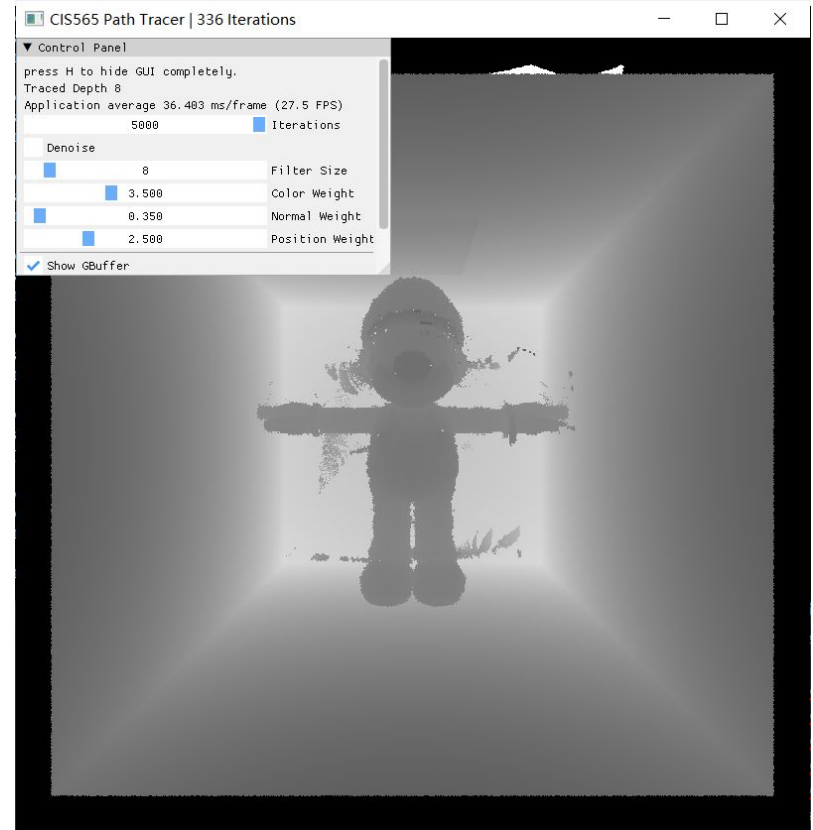 CIS565 Path Tracer | 336 Iterations
▼ Control Panel
press H to hide GUI completely.
Traced Depth 8
Application average 36.403 ms/frame (27.5 FPS)
5000 Iterations
Denoise
8 Filter Size
3.500 Color Weight
0.350 Normal Weight
2.500 Position Weight
Show GBuffer